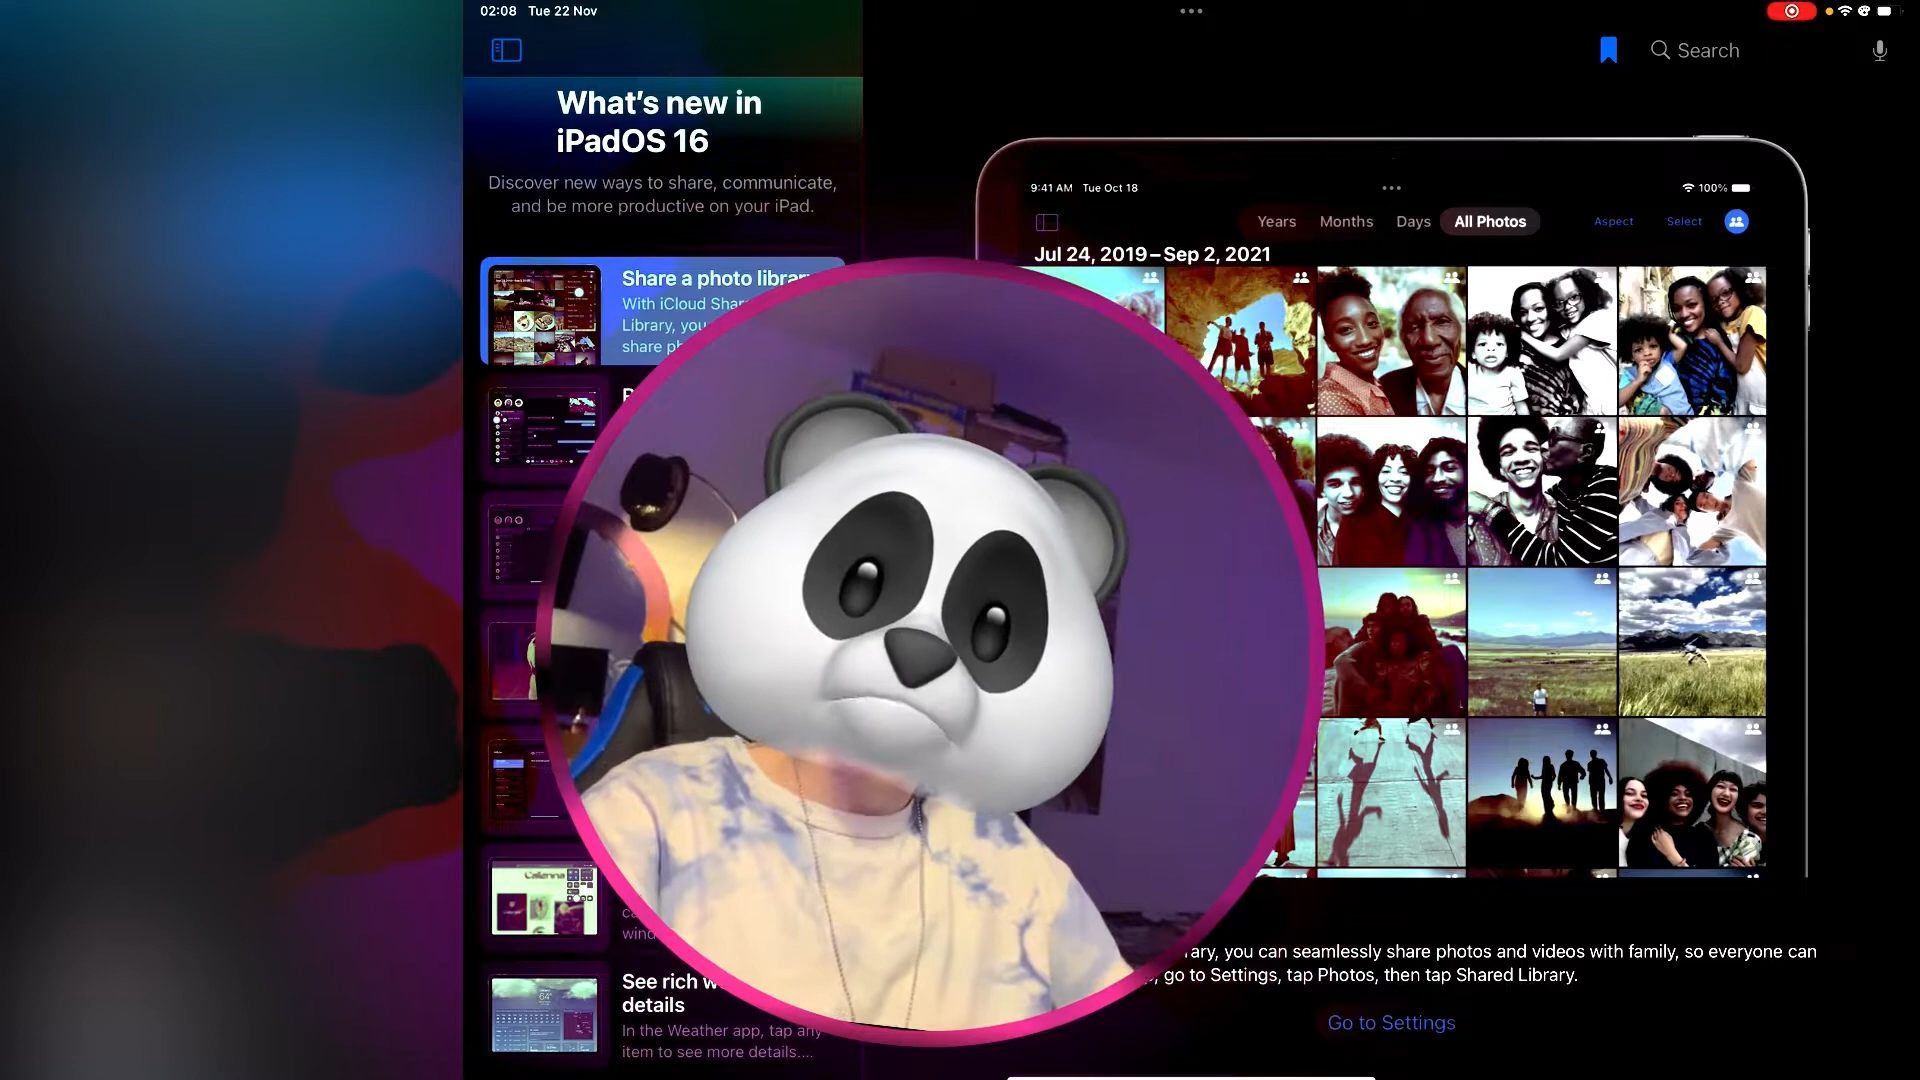 02:08 Tue 22 Nov
Search
What's new in
iPadOS 16
Discover new ways to share, communicate,
and be more productive on your iPad.
Share a photo
With iCloud
Library, you
share
See rich
details
In the Weather app, tap any
item to see more details....
9:41 AM Tue Oct 18
100%
Years Months Days All Photos Aspect Select
Jul 24, 2019–Sep 2, 2021
you can seamlessly share photos and videos with family, so everyone can
go to Settings, tap Photos, then tap Shared Library.
Go to Settings